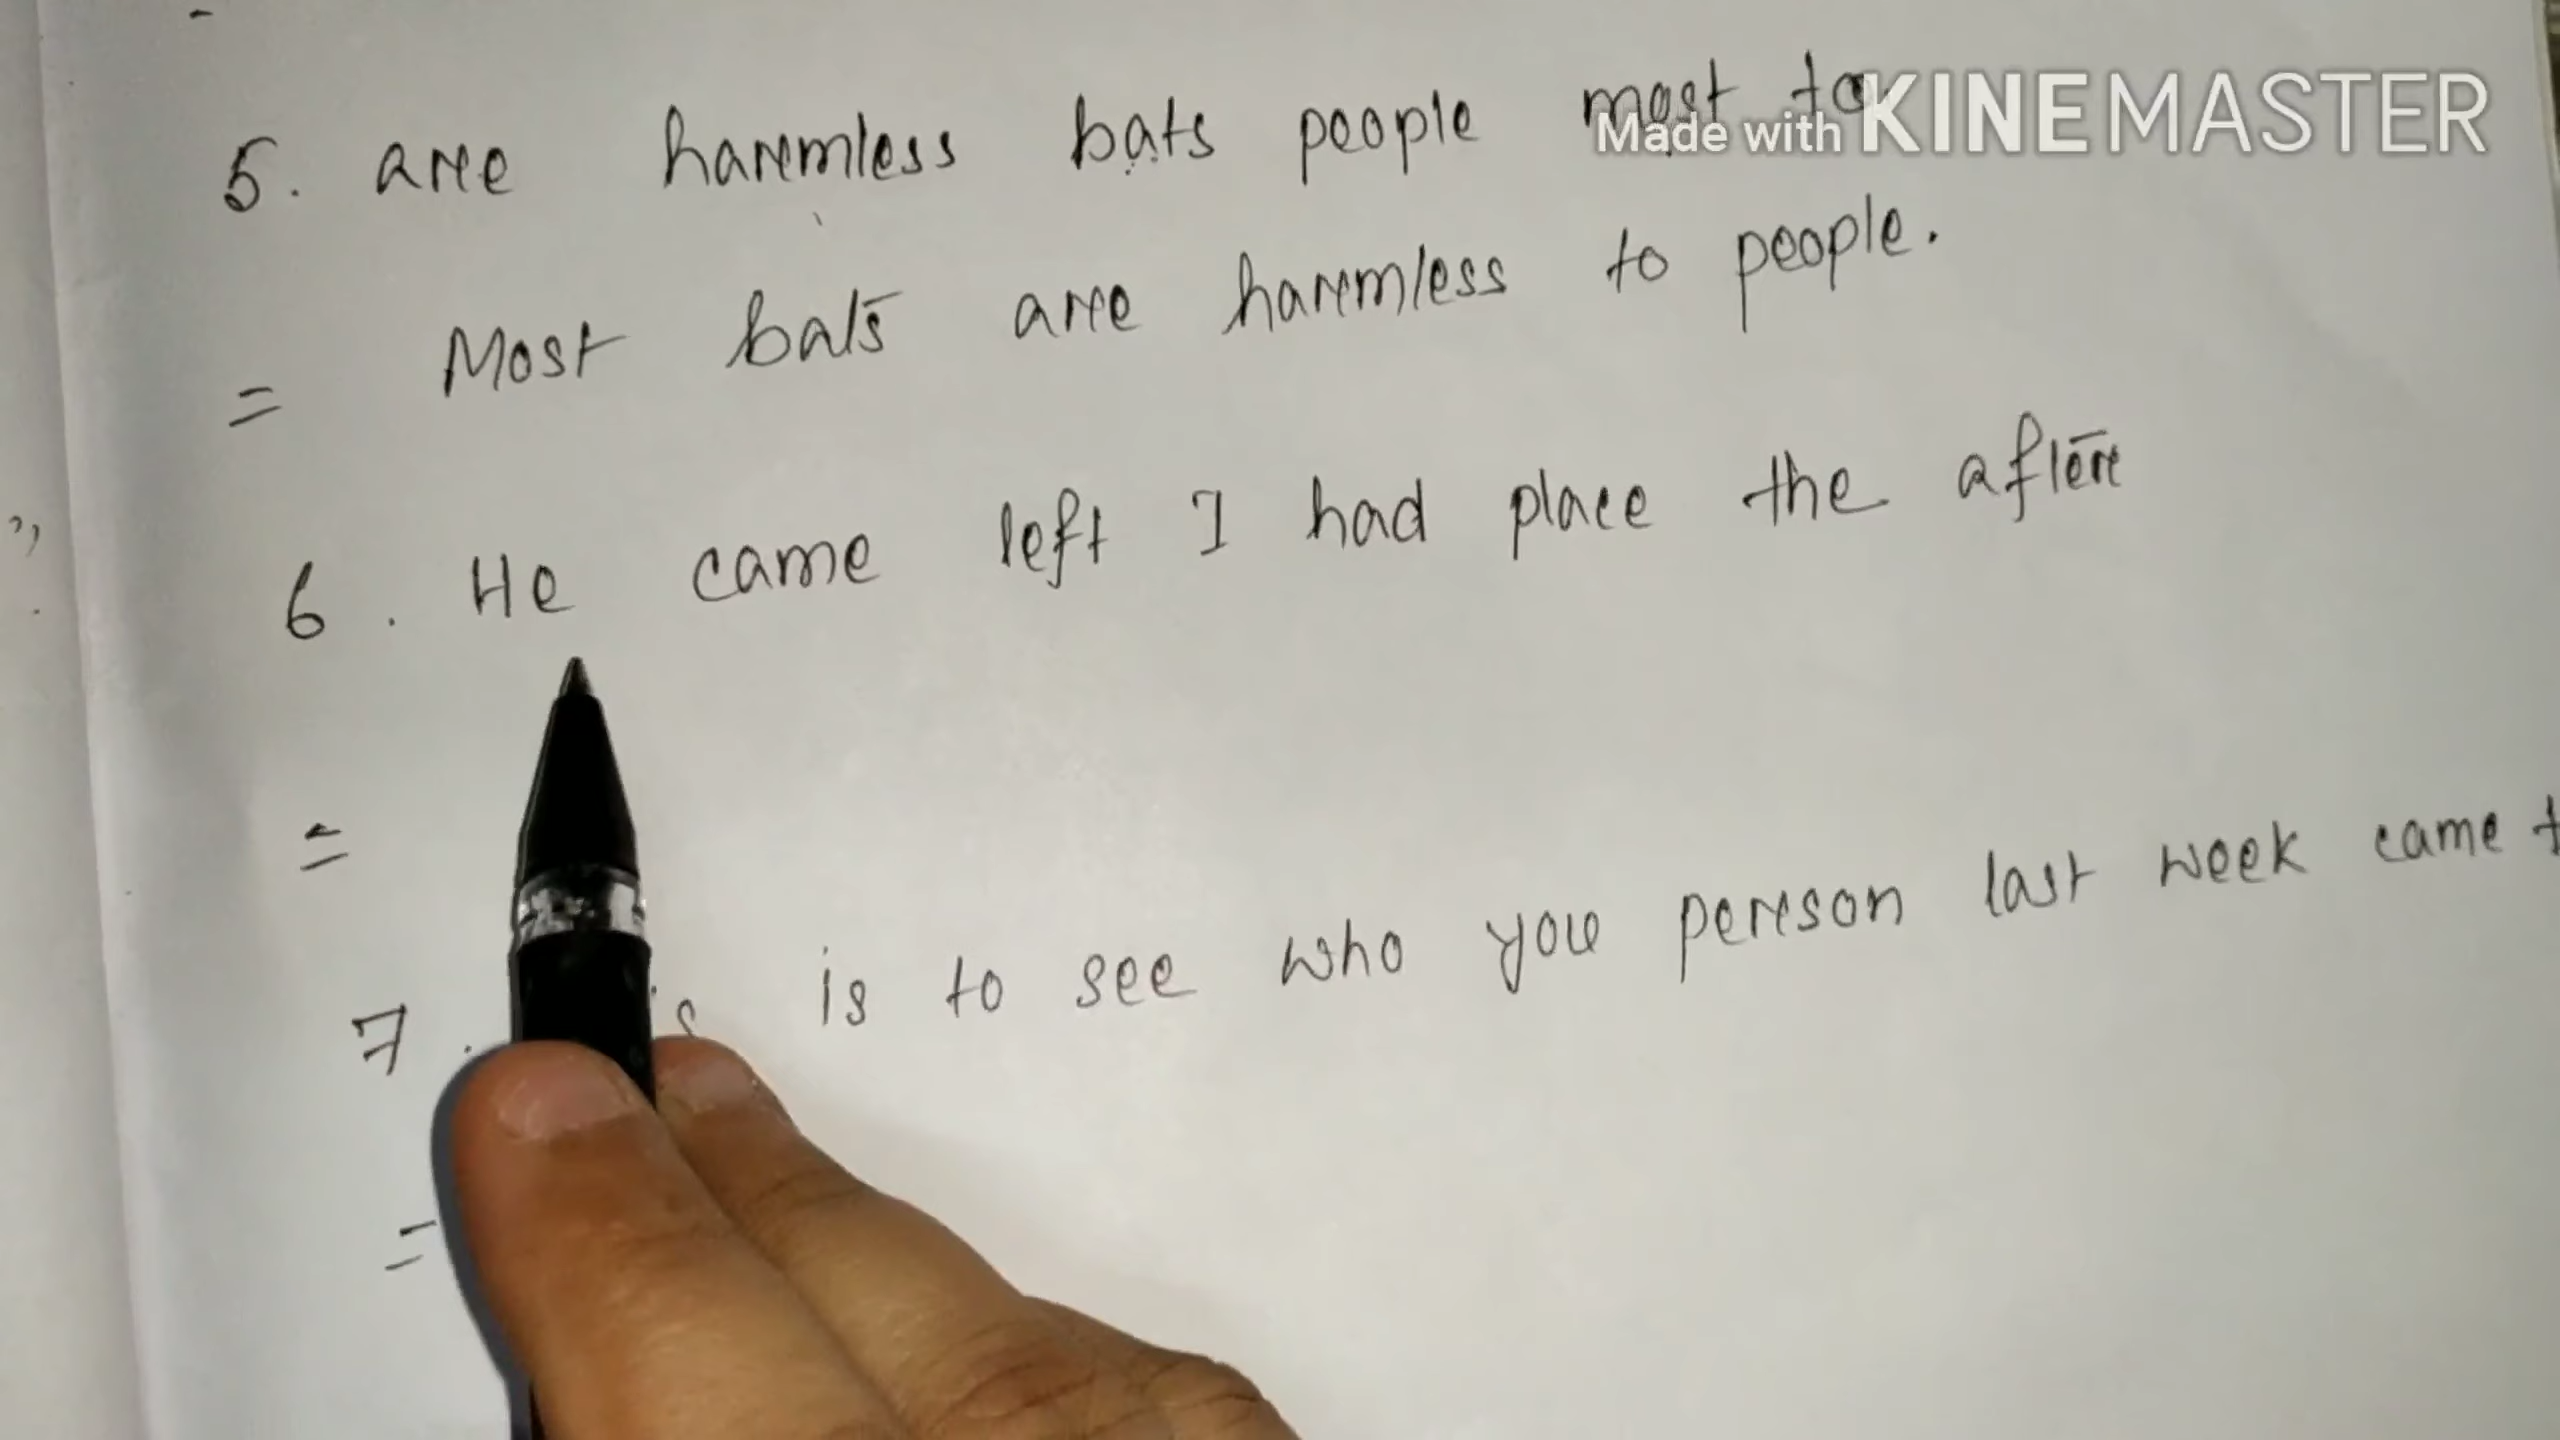 5. are harmless bats people most to
Made with KINEMASTER
= Most bats are harmless to people.
6. He came left I had place the after
=
7. is to see who you person last week came
=